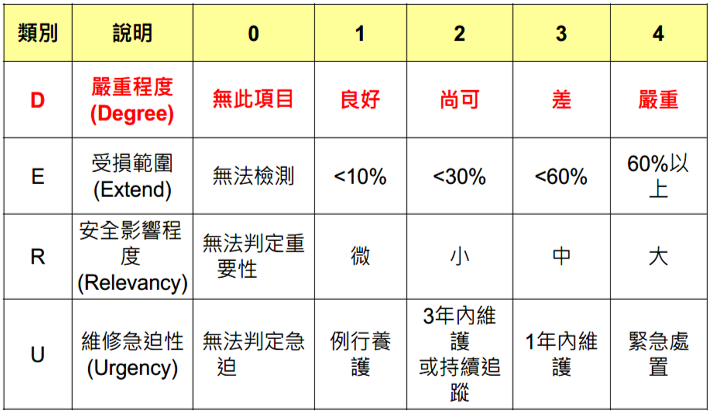 類別 說明 0 1 2 3 4
D 嚴重程度 (Degree) 無此項目 良好 尚可 差 嚴重
E 受損範圍 (Extend) 無法檢測 <10% <30% <60% 60%以上
R 安全影響程度 (Relevancy) 無法判定重要性 微 小 中 大
U 維修急迫性 (Urgency) 無法判定急迫 例行養護 3年內維護或持續追蹤 1年內維護 緊急處置